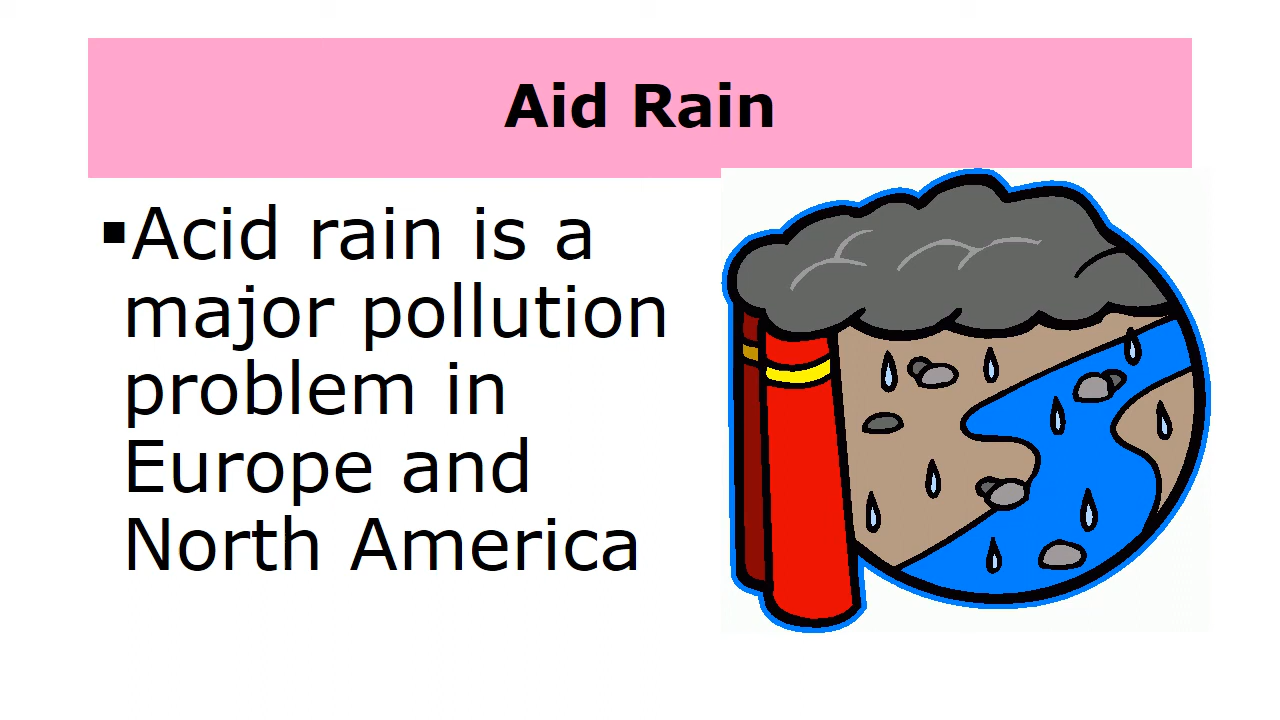 Aid Rain
▪Acid rain is a
major pollution
problem in
Europe and
North America